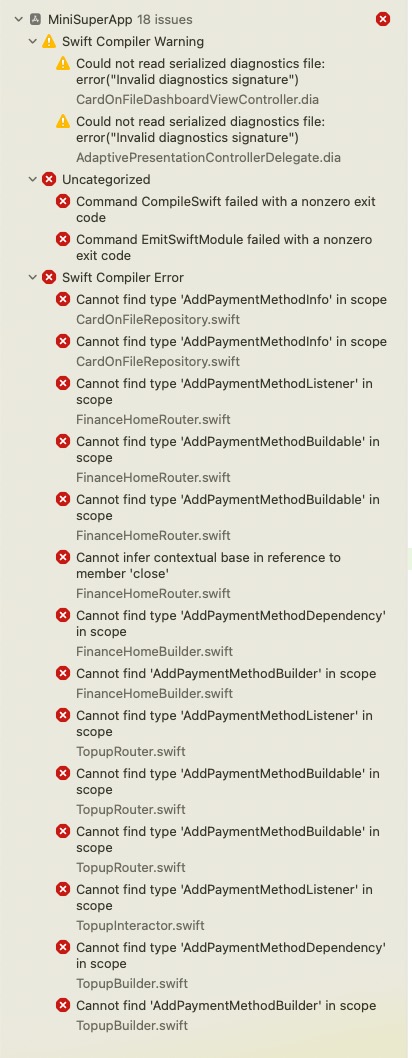 MiniSuperApp 18 issues
Swift Compiler Warning
Could not read serialized diagnostics file:
error("Invalid diagnostics signature")
CardOnFileDashboardViewController.dia
Could not read serialized diagnostics file:
error("Invalid diagnostics signature")
AdaptivePresentationControllerDelegate.dia
Uncategorized
Command CompileSwift failed with a nonzero exit
code
Command EmitSwiftModule failed with a nonzero
exit code
Swift Compiler Error
Cannot find type 'AddPaymentMethodInfo' in scope
CardOnFileRepository.swift
Cannot find type 'AddPaymentMethodInfo' in scope
CardOnFileRepository.swift
Cannot find type 'AddPaymentMethodListener' in
scope
FinanceHomeRouter.swift
Cannot find type 'AddPaymentMethodBuildable' in
scope
FinanceHomeRouter.swift
Cannot find type 'AddPaymentMethodBuildable' in
scope
FinanceHomeRouter.swift
Cannot infer contextual base in reference to
member 'close'
FinanceHomeRouter.swift
Cannot find type 'AddPaymentMethodDependency'
in scope
FinanceHomeBuilder.swift
Cannot find 'AddPaymentMethodBuilder' in scope
FinanceHomeBuilder.swift
Cannot find type 'AddPaymentMethodListener' in
scope
TopupRouter.swift
Cannot find type 'AddPaymentMethodBuildable' in
scope
TopupRouter.swift
Cannot find type 'AddPaymentMethodBuildable' in
scope
TopupRouter.swift
Cannot find type 'AddPaymentMethodListener' in
scope
TopupInteractor.swift
Cannot find type 'AddPaymentMethodDependency'
in scope
TopupBuilder.swift
Cannot find 'AddPaymentMethodBuilder' in scope
TopupBuilder.swift